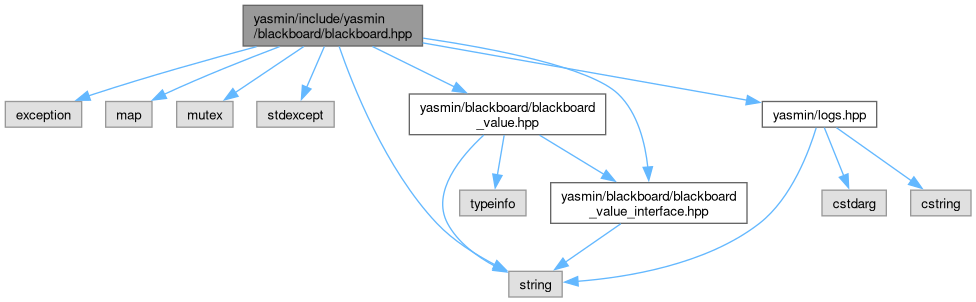 yasmin/include/yasmin
/blackboard/blackboard.hpp
exception
map
mutex
stdexcept
yasmin/blackboard/blackboard
_value.hpp
yasmin/logs.hpp
typeinfo
yasmin/blackboard/blackboard
_value_interface.hpp
cstdarg
cstring
string